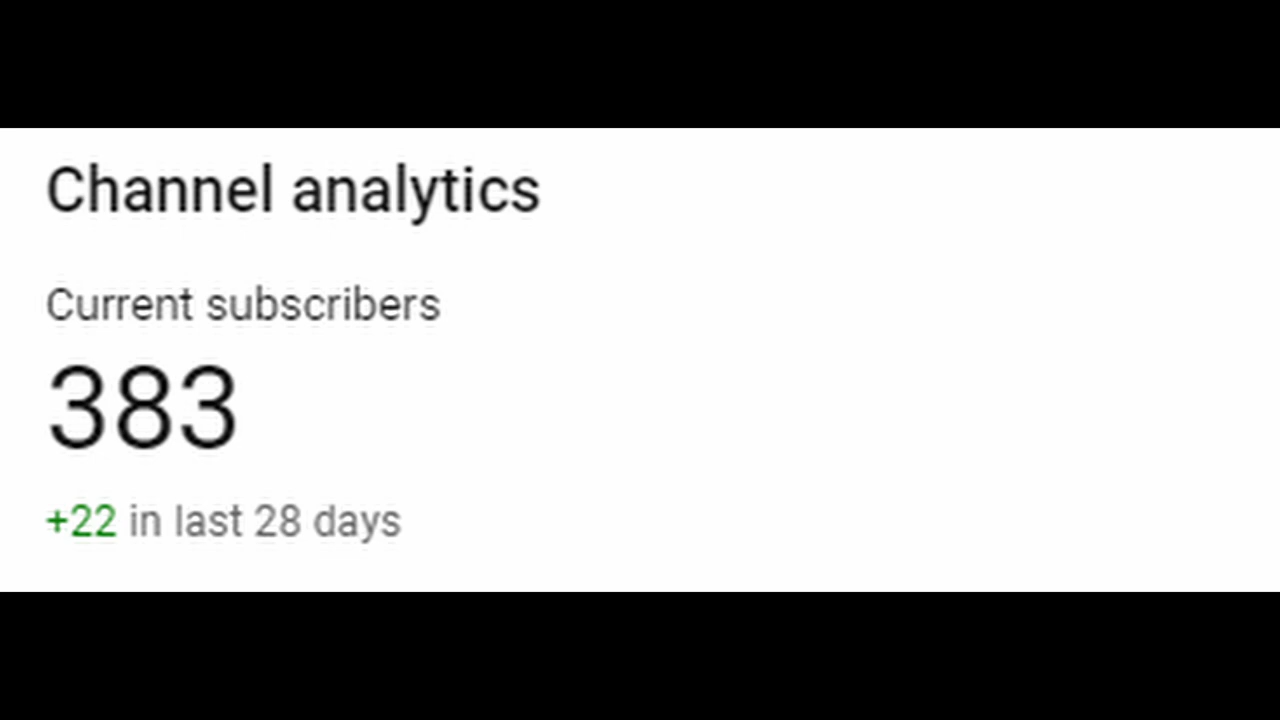 Channel analytics
Current subscribers
383
+22 in last 28 days